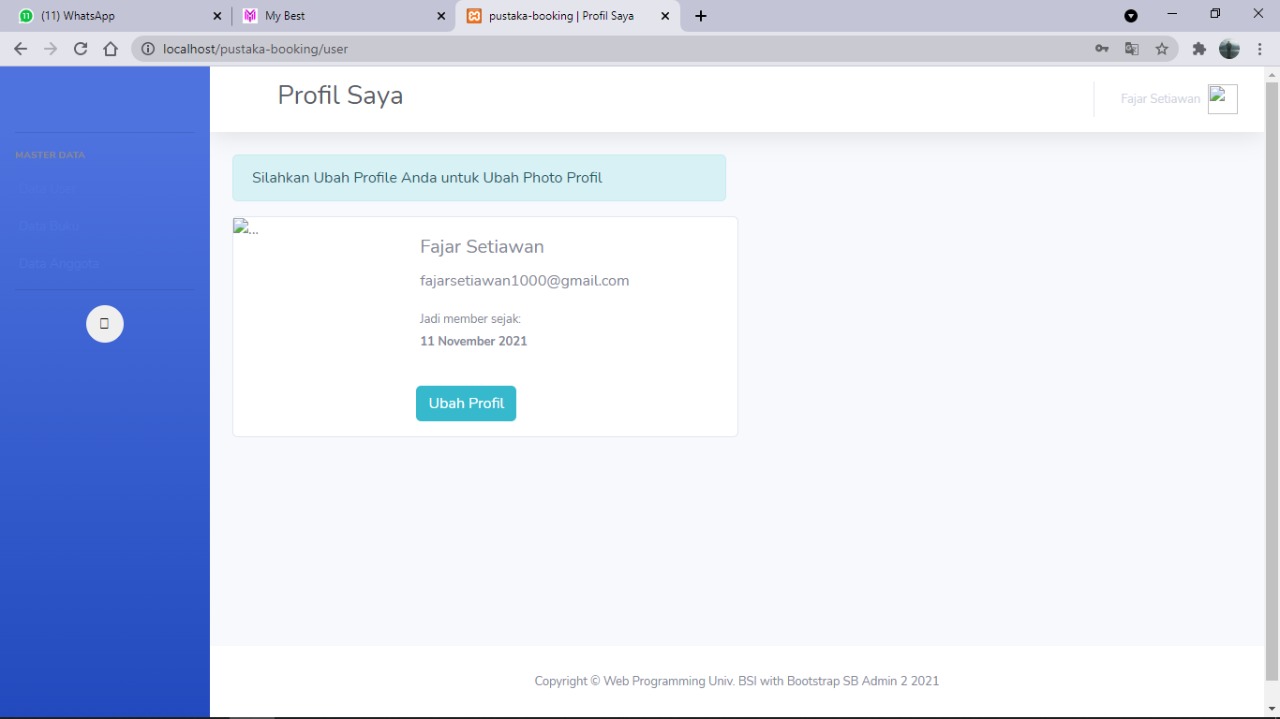 (11) WhatsApp
My Best
pustaka-booking | Profil Saya
localhost/pustaka-booking/user
Profil Saya
Fajar Setiawan
MASTER DATA
Data Buku
Data Anggota
Silahkan Ubah Profile Anda untuk Ubah Photo Profil
...
Fajar Setiawan
fajarsetiawan1000@gmail.com
Jadi member sejak:
11 November 2021
Ubah Profil
Copyright © Web Programming Univ. BSI with Bootstrap SB Admin 2 2021